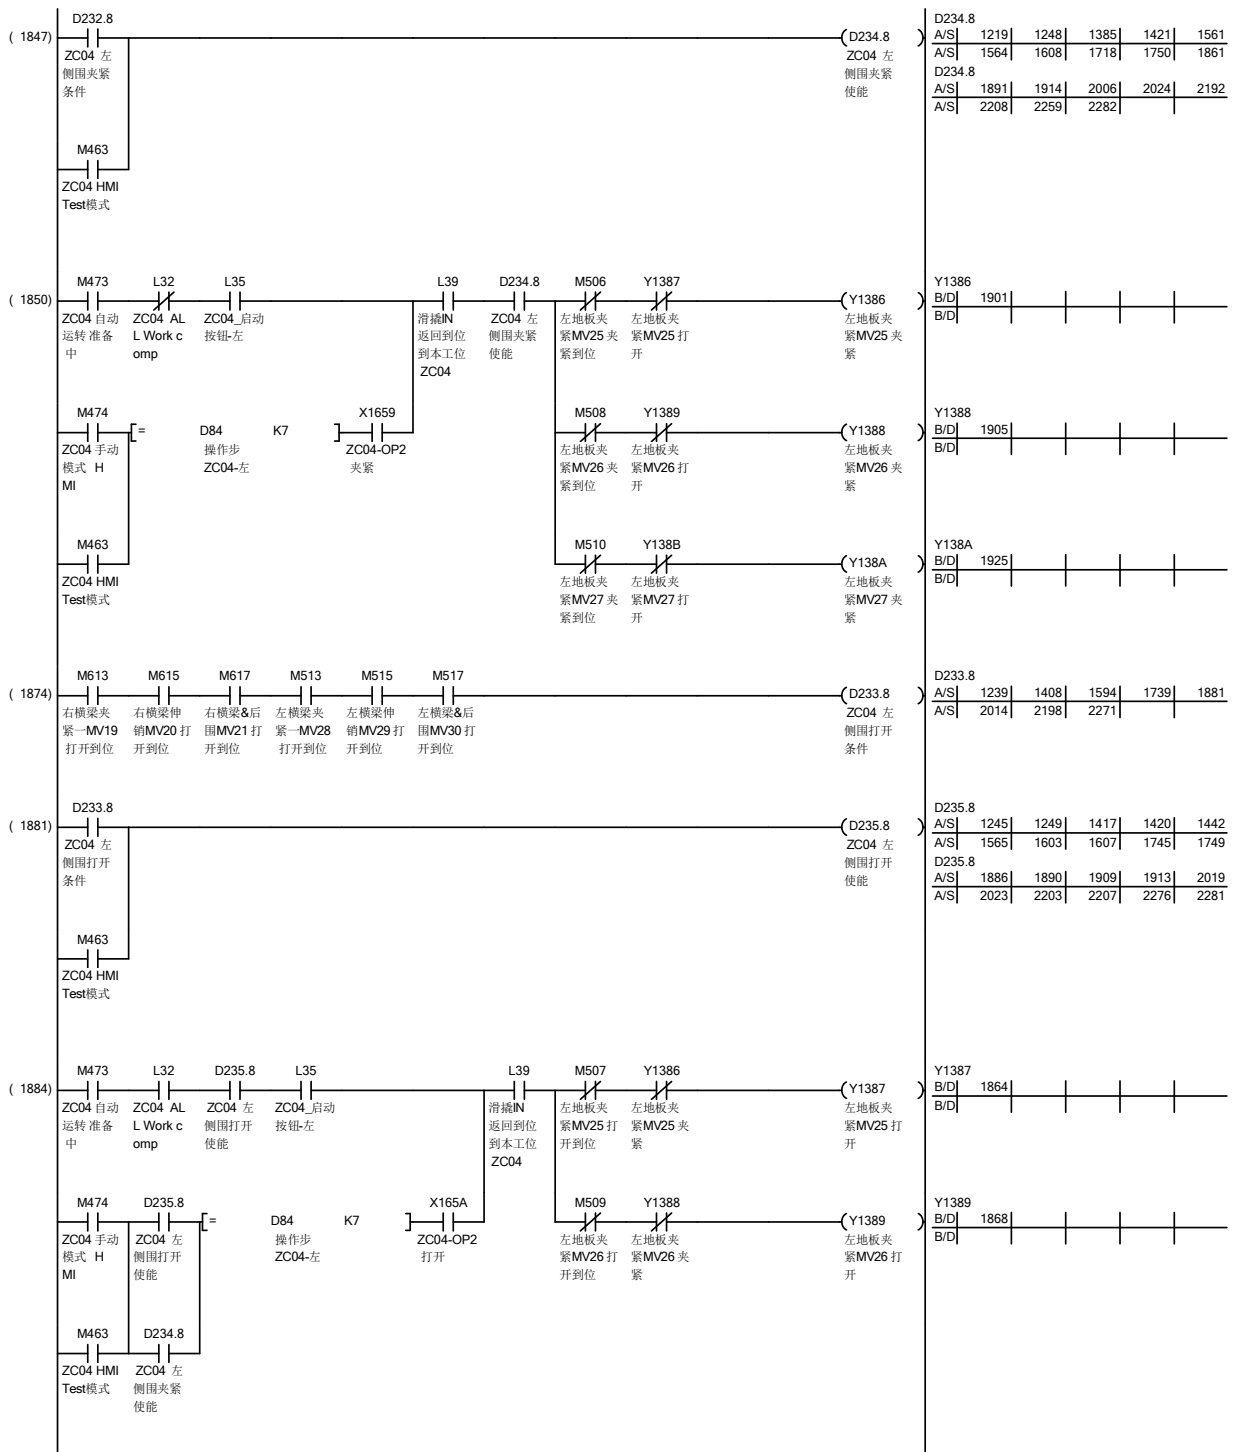 D232.8
D234.8
( 1847)
(D234.8 )
A/S 1219 1248 1385 1421 1561
ZC04 左
侧围夹紧
条件
ZC04 左
侧围夹紧
使能
A/S 1564 1608 1718 1750 1861
D234.8
A/S 1891 1914 2006 2024 2192
A/S 2208 2259 2282
M463
ZC04 HMI
Test模式
M473 L32 L35 L39 D234.8 M506 Y1387
Y1386
( 1850)
(Y1386 )
B/D 1901
B/D
ZC04 自动
运转 准备
中
ZC04 AL
L Work c
omp
ZC04_启动
按钮-左
滑撬IN
返回到位
到本工位
ZC04
ZC04 左
侧围夹紧
使能
左地板夹
紧MV25 夹
紧到位
左地板夹
紧MV25 打
开
左地板夹
紧MV25 夹
紧
M474 X1659 M508 Y1389
Y1388
[= D84 K7 ]
(Y1388 )
B/D 1905
B/D
ZC04 手动
模式 H
MI
操作步
ZC04-左
ZC04-OP2
夹紧
左地板夹
紧MV26 夹
紧到位
左地板夹
紧MV26 打
开
左地板夹
紧MV26 夹
紧
M463 M510 Y138B
Y138A
(Y138A )
B/D 1925
B/D
ZC04 HMI
Test模式
左地板夹
紧MV27 夹
紧到位
左地板夹
紧MV27 打
开
左地板夹
紧MV27 夹
紧
M613 M615 M617 M513 M515 M517
D233.8
( 1874)
(D233.8 )
A/S 1239 1408 1594 1739 1881
A/S 2014 2198 2271
右横梁夹
紧一MV19
打开到位
右横梁伸
销MV20 打
开到位
右横梁&后
围MV21 打
开到位
左横梁夹
紧一MV28
打开到位
左横梁伸
销MV29 打
开到位
左横梁&后
围MV30 打
开到位
ZC04 左
侧围打开
条件
D233.8
D235.8
( 1881)
(D235.8 )
A/S 1245 1249 1417 1420 1442
ZC04 左
侧围打开
条件
ZC04 左
侧围打开
使能
A/S 1565 1603 1607 1745 1749
D235.8
A/S 1886 1890 1909 1913 2019
A/S 2023 2203 2207 2276 2281
M463
ZC04 HMI
Test模式
M473 L32 D235.8 L35 L39 M507 Y1386
Y1387
( 1884)
(Y1387 )
B/D 1864
B/D
ZC04 自动
运转 准备
中
ZC04 AL
L Work c
omp
ZC04 左
侧围打开
使能
ZC04_启动
按钮-左
滑撬IN
返回到位
到本工位
ZC04
左地板夹
紧MV25 打
开到位
左地板夹
紧MV25 夹
紧
左地板夹
紧MV25 打
开
M474 D235.8 X165A M509 Y1388
Y1389
[= D84 K7 ]
(Y1389 )
B/D 1868
B/D
ZC04 手动
模式 H
MI
ZC04 左
侧围打开
使能
操作步
ZC04-左
ZC04-OP2
打开
左地板夹
紧MV26 打
开到位
左地板夹
紧MV26 夹
紧
左地板夹
紧MV26 打
开
M463 D234.8
ZC04 HMI
Test模式
ZC04 左
侧围夹紧
使能